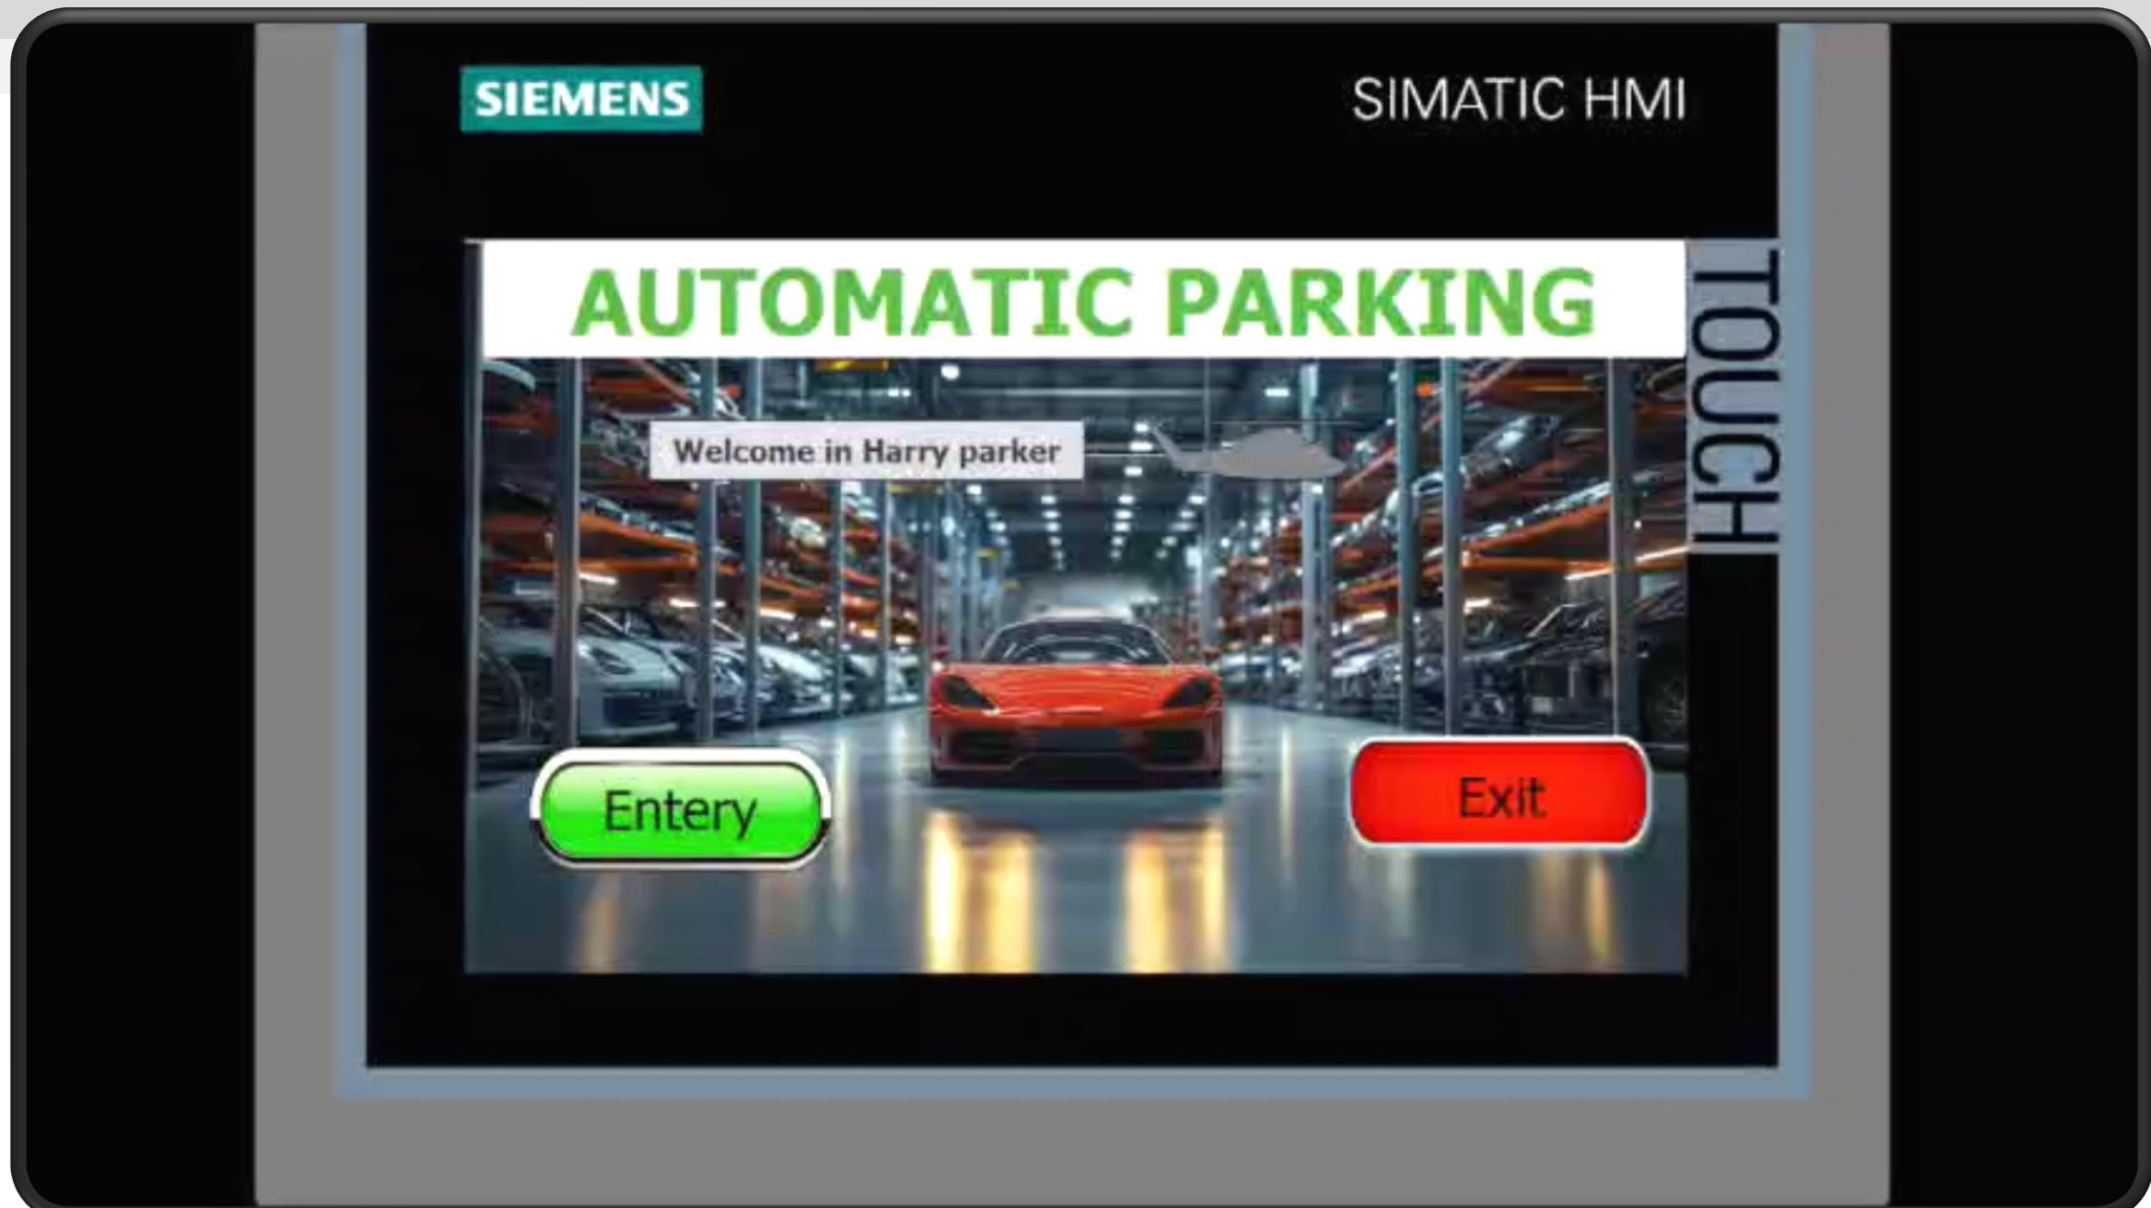 SIEMENS
SIMATIC HMI
AUTOMATIC PARKING
TOUCH
Welcome in Harry parker
Entery
Exit